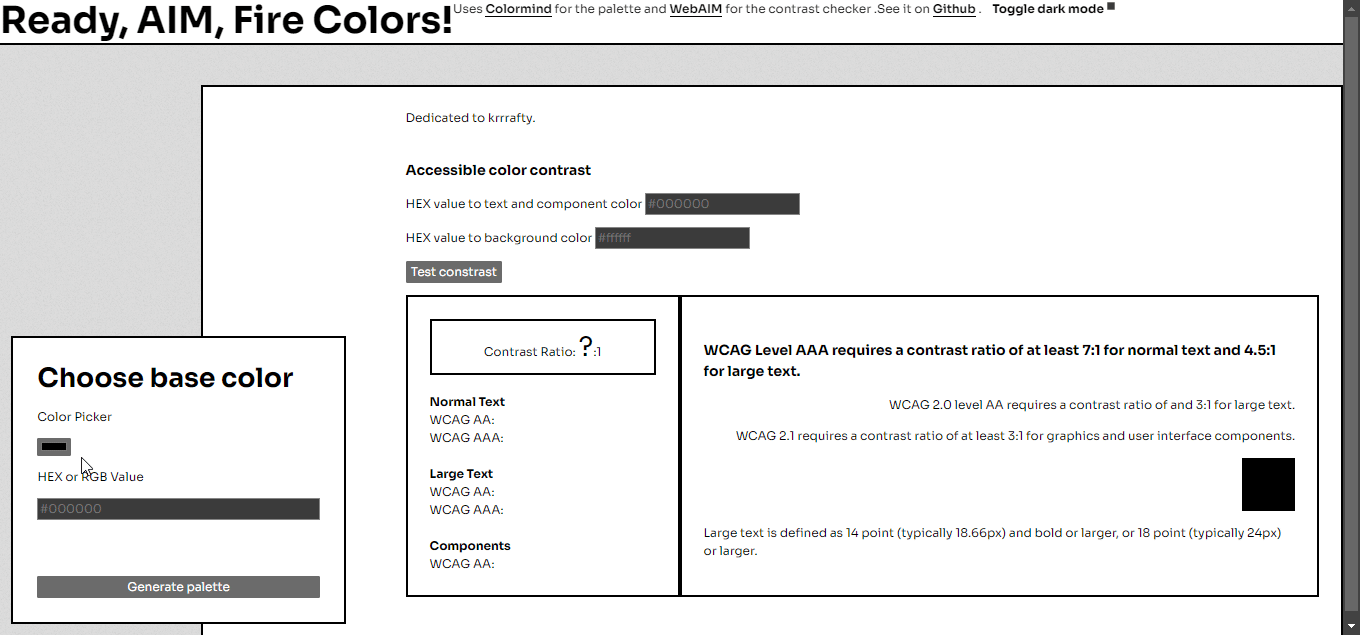 Ready, AIM, Fire Colors!
Uses Colormind for the palette and WebAIM for the contrast checker .See it on Github . Toggle dark mode
Dedicated to krrrafty.
Accessible color contrast
HEX value to text and component color #000000
HEX value to background color #ffffff
Test constrast
Choose base color
Color Picker
HEX or RGB Value
#000000
Generate palette
Contrast Ratio: ?:1
Normal Text
WCAG AA:
WCAG AAA:
Large Text
WCAG AA:
WCAG AAA:
Components
WCAG AA:
WCAG Level AAA requires a contrast ratio of at least 7:1 for normal text and 4.5:1
for large text.
WCAG 2.0 level AA requires a contrast ratio of and 3:1 for large text.
WCAG 2.1 requires a contrast ratio of at least 3:1 for graphics and user interface components.
Large text is defined as 14 point (typically 18.66px) and bold or larger, or 18 point (typically 24px)
or larger.